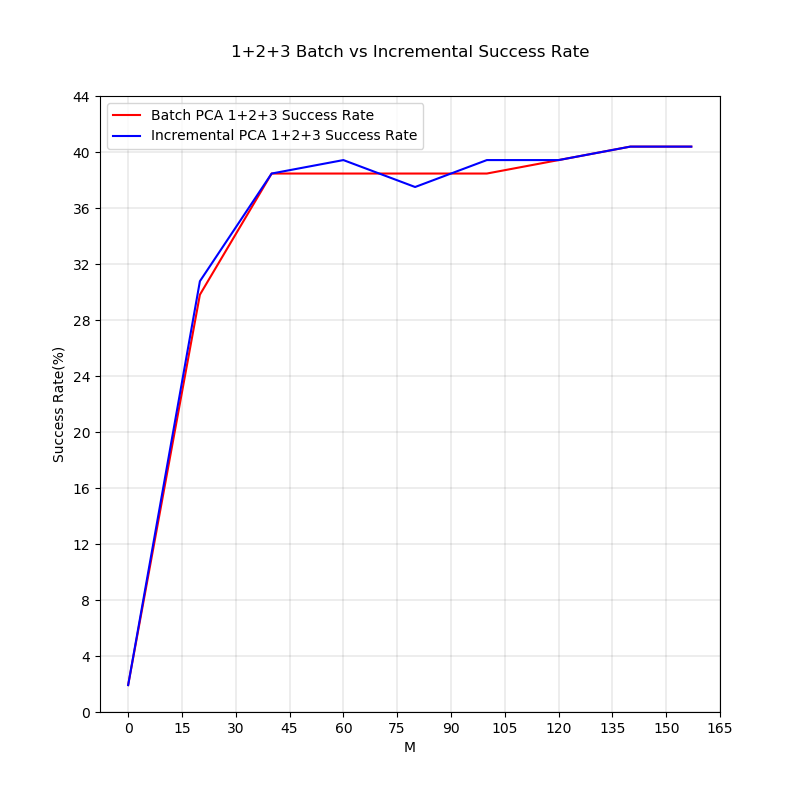 1+2+3 Batch vs Incremental Success Rate
Batch PCA 1+2+3 Success Rate
Incremental PCA 1+2+3 Success Rate
44
40
36
32
28
24
20
16
12
8
4
0
Success Rate(%)
0 15 30 45 60 75 90 105 120 135 150 165
M